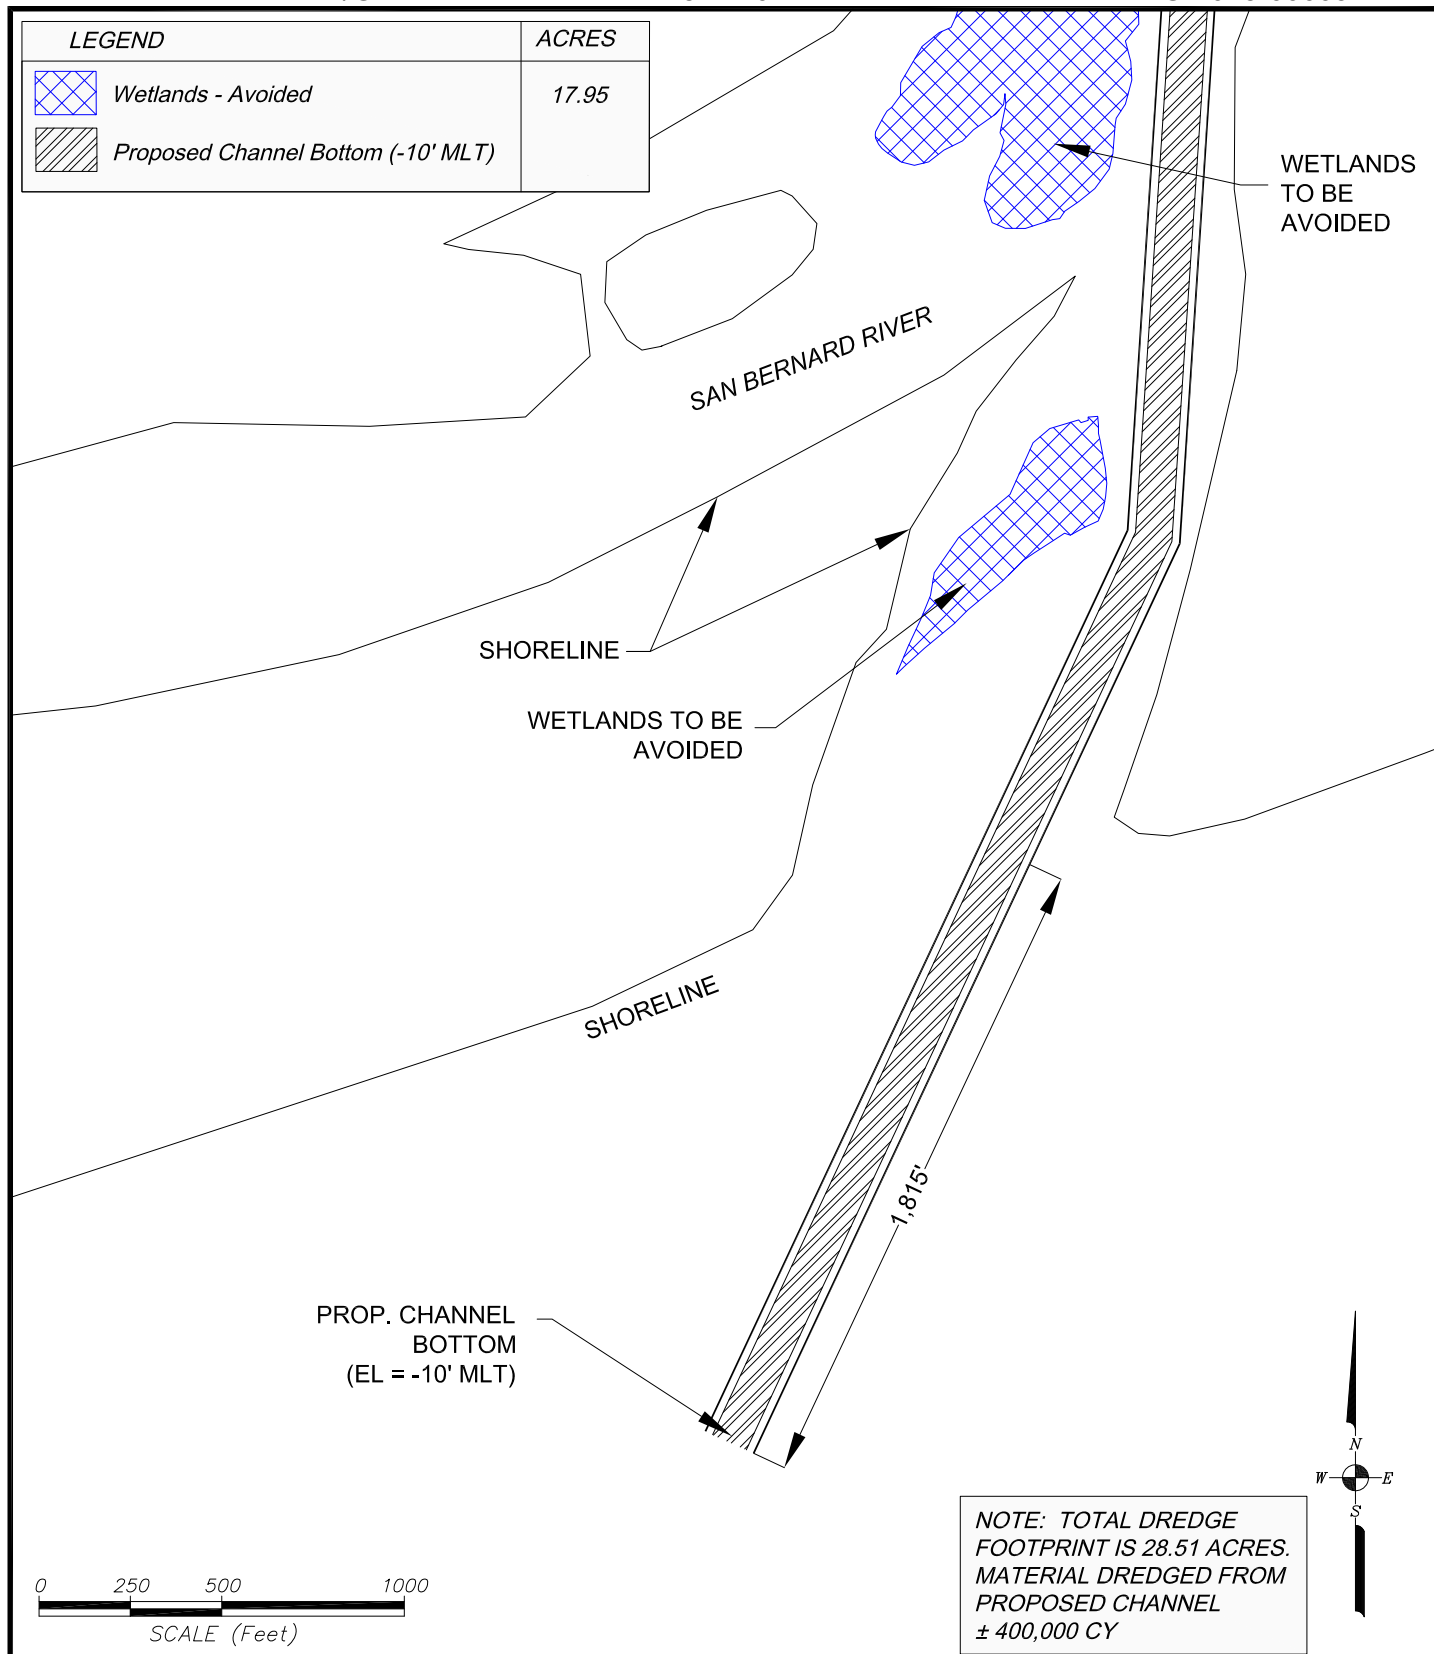 LEGEND
ACRES
Wetlands - Avoided
17.95
Proposed Channel Bottom (-10' MLT)
WETLANDS
TO BE
AVOIDED
SAN BERNARD RIVER
SHORELINE
WETLANDS TO BE
AVOIDED
SHORELINE
1,815'
PROP. CHANNEL
BOTTOM
(EL = -10' MLT)
N
W
E
S
NOTE: TOTAL DREDGE
FOOTPRINT IS 28.51 ACRES.
MATERIAL DREDGED FROM
PROPOSED CHANNEL
± 400,000 CY
0 250 500 1000
SCALE (Feet)